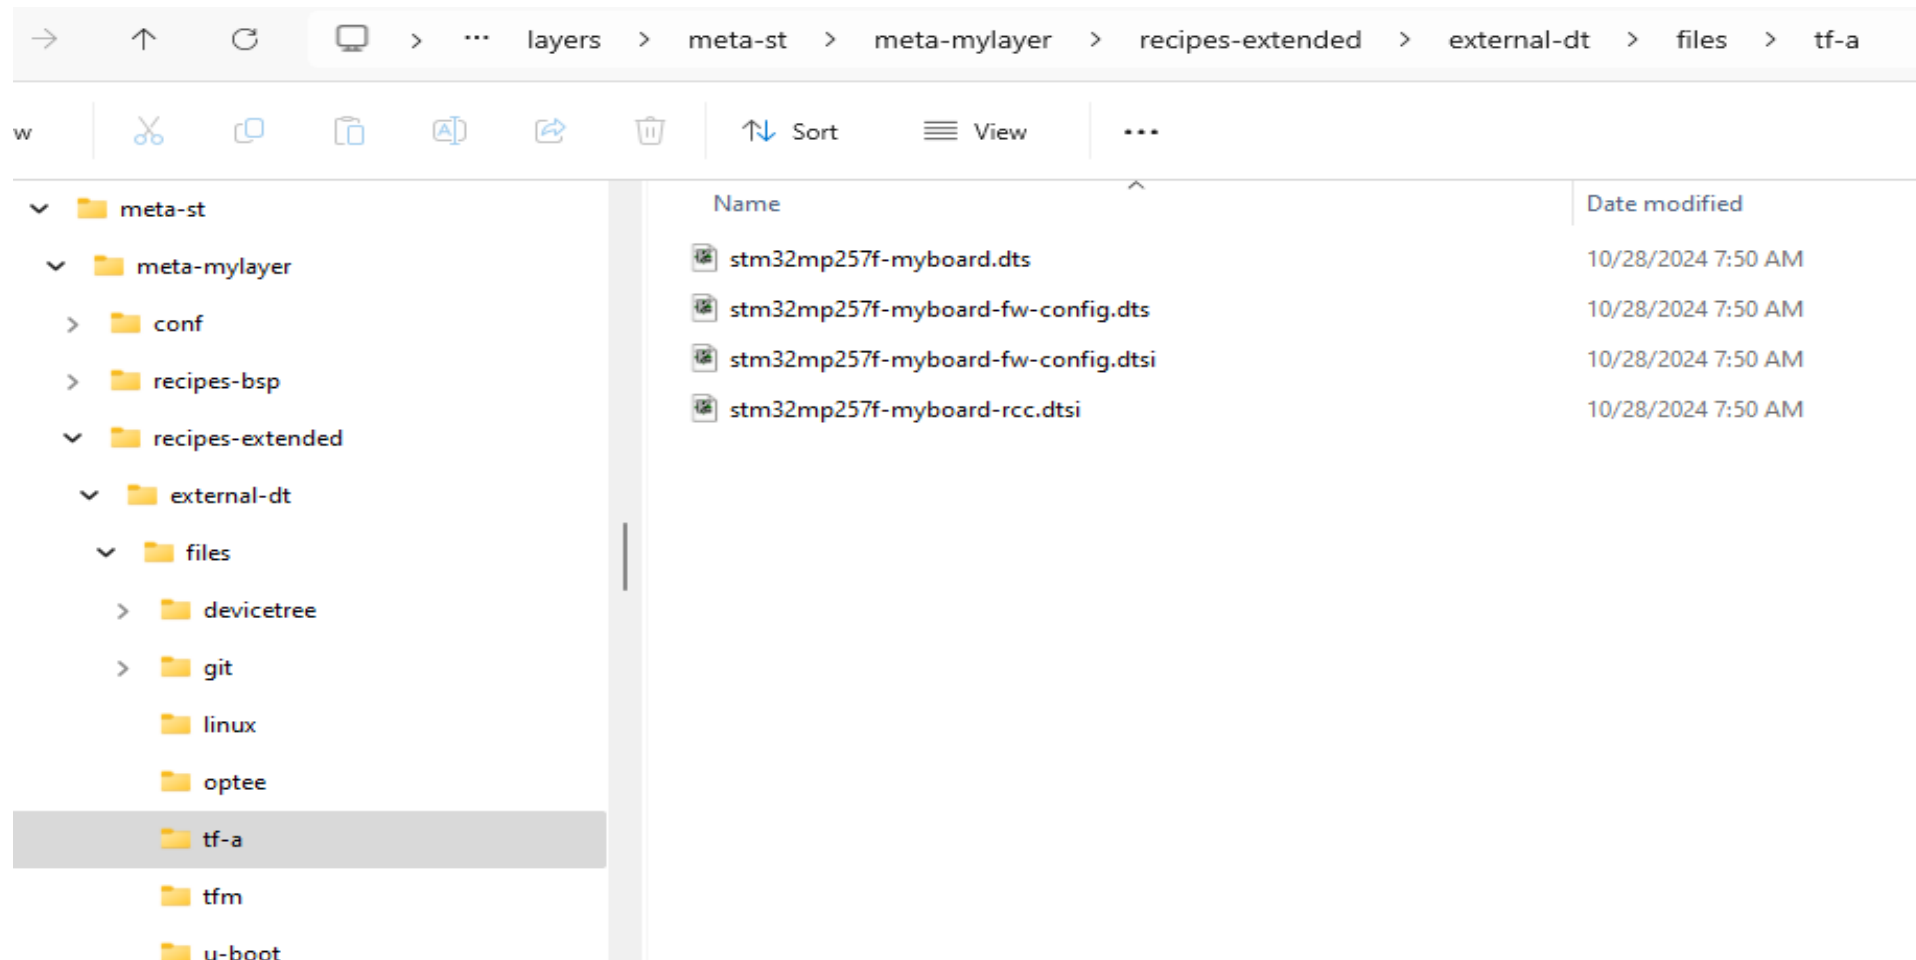 layers > meta-st > meta-mylayer > recipes-extended > external-dt > files > tf-a
w Sort View
meta-st
meta-mylayer
conf
recipes-bsp
recipes-extended
external-dt
files
devicetree
git
linux
optee
tf-a
tfm
u-boot
Name Date modified
stm32mp257f-myboard.dts 10/28/2024 7:50 AM
stm32mp257f-myboard-fw-config.dts 10/28/2024 7:50 AM
stm32mp257f-myboard-fw-config.dtsi 10/28/2024 7:50 AM
stm32mp257f-myboard-rcc.dtsi 10/28/2024 7:50 AM